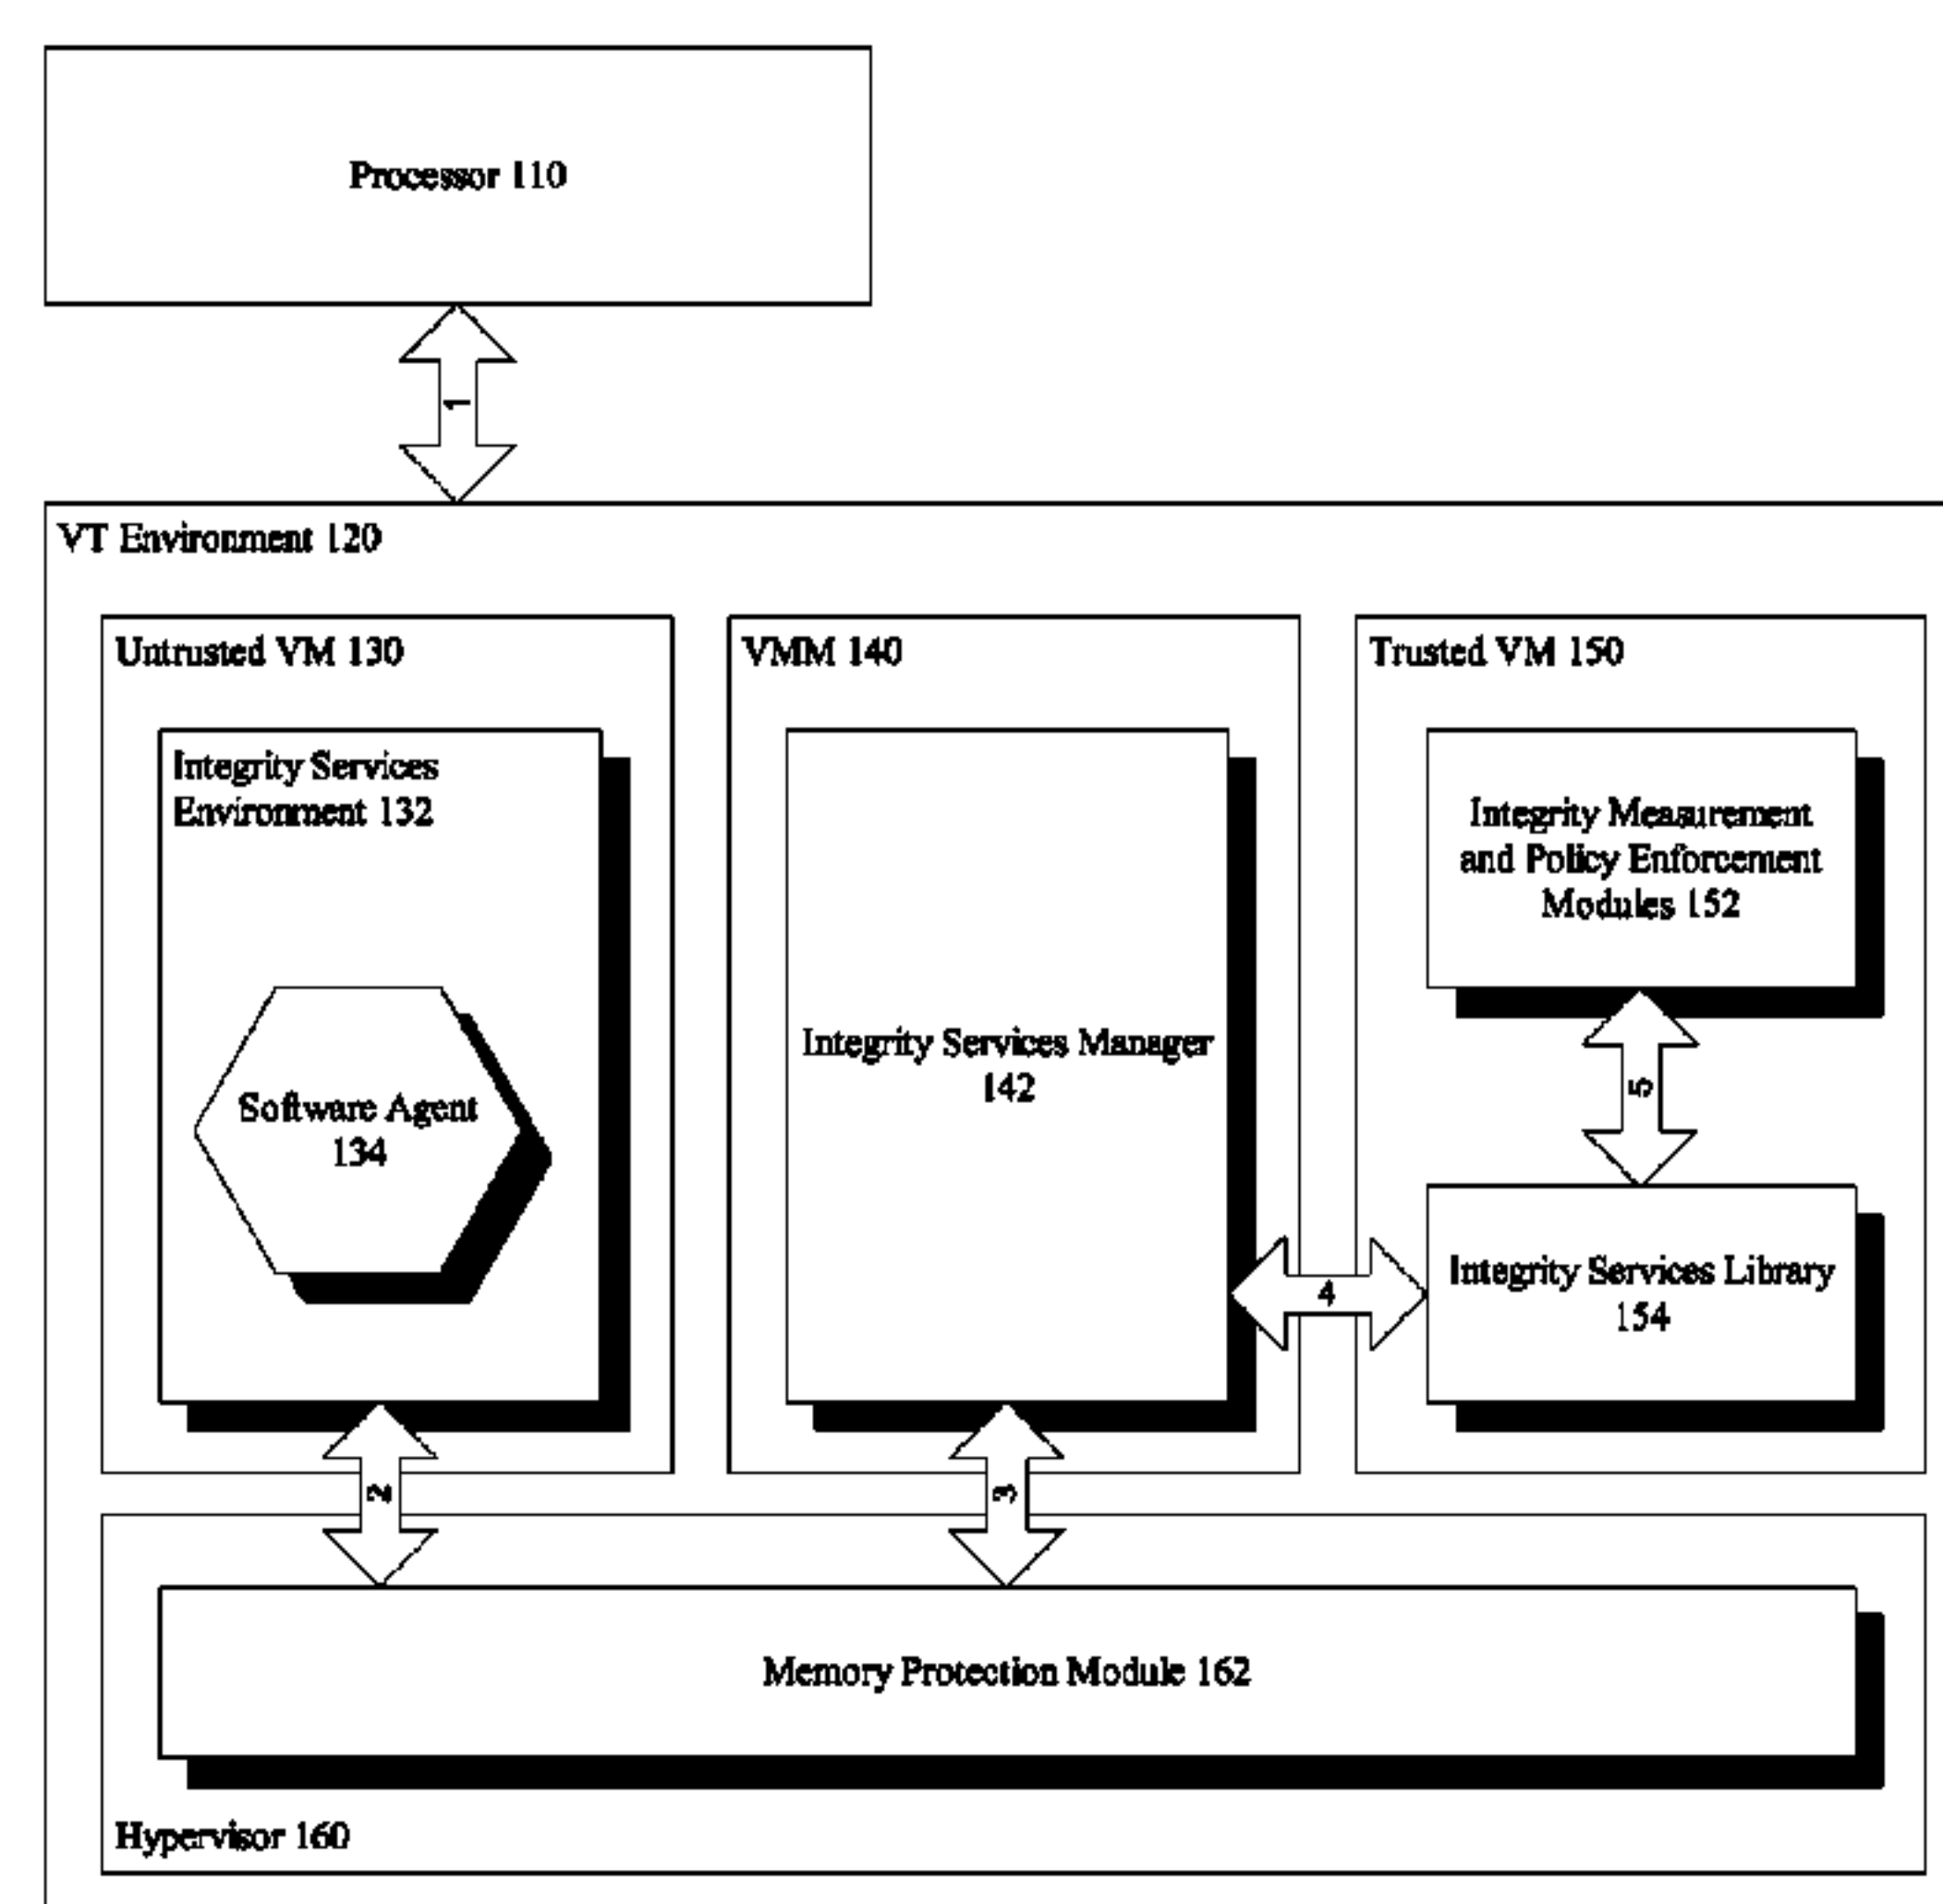 Processor 110
1
VT Environment 120
Untrusted VM 130
VMM 140
Trusted VM 150
Integrity Services
Environment 132
Software Agent
134
Integrity Services Manager
142
Integrity Measurement
and Policy Enforcement
Modules 152
5
Integrity Services Library
154
4
2
3
Memory Protection Module 162
Hypervisor 160